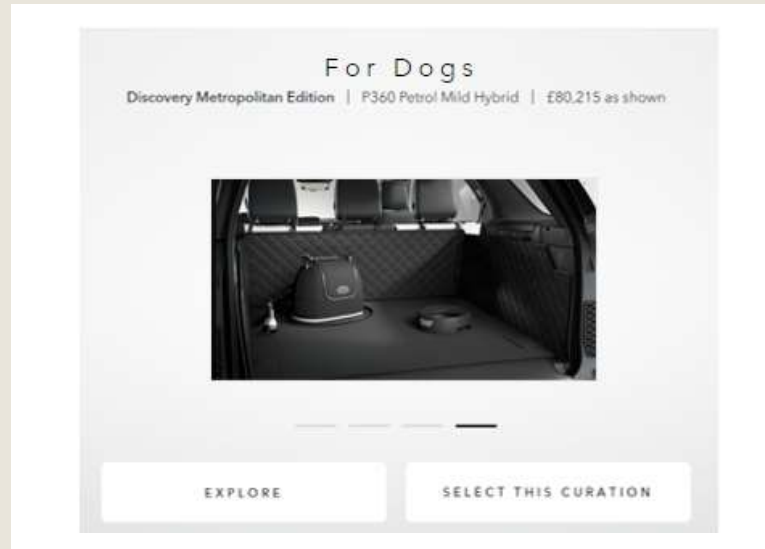 For Dogs
Discovery Metropolitan Edition | P360 Petrol Mild Hybrid | £80,215 as shown
EXPLORE
SELECT THIS CURATION